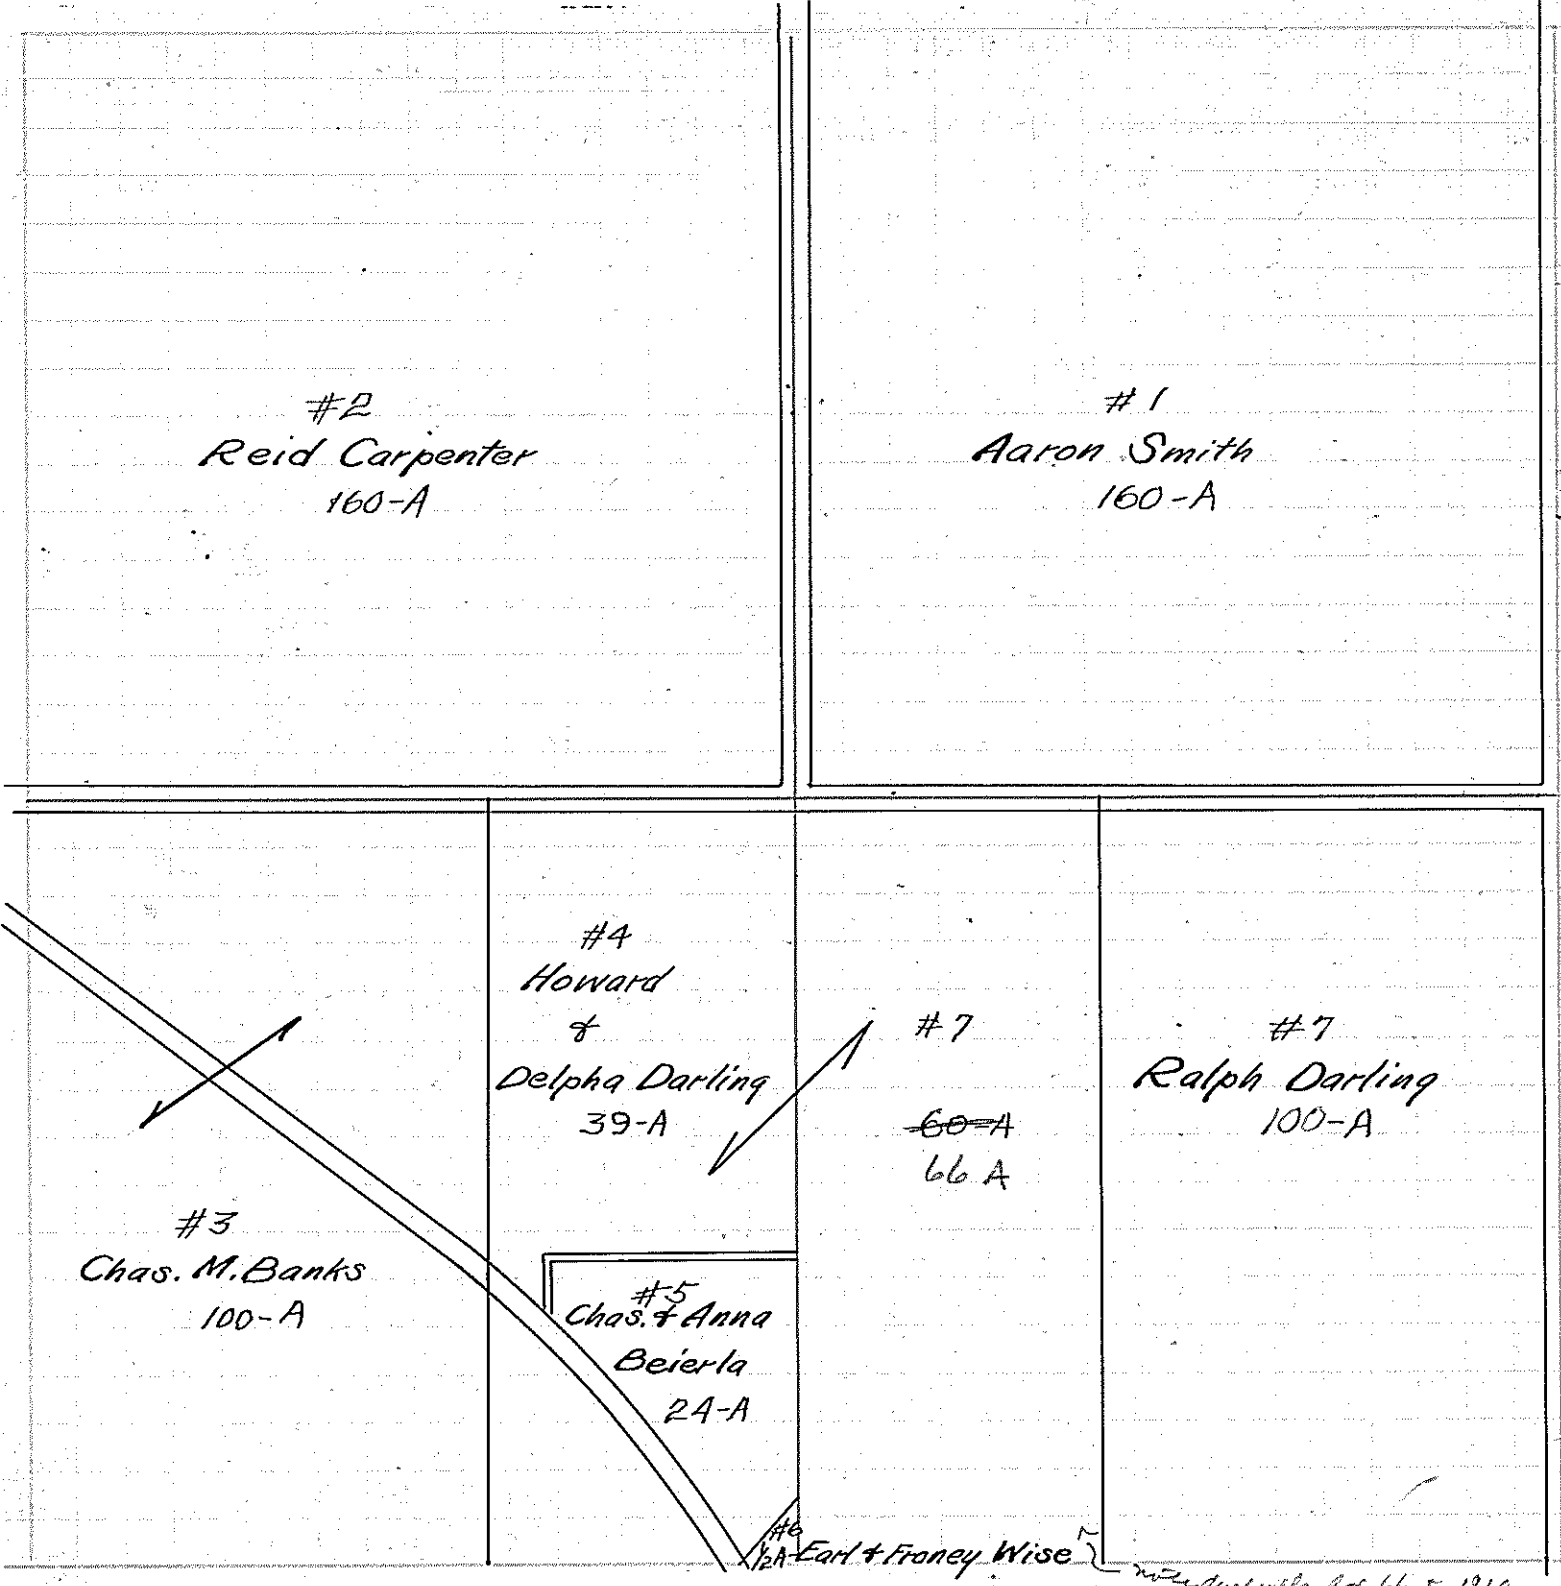 #2
Reid Carpenter
160-A
#1
Aaron Smith
160-A
#4
Howard
&
Delpha Darling
39-A
#7
60-A
66 A
#7
Ralph Darling
100-A
#3
Chas. M. Banks
100-A
#5
Chas. & Anna
Beierla
24-A
#6
1/2A-Earl & Franey Wise